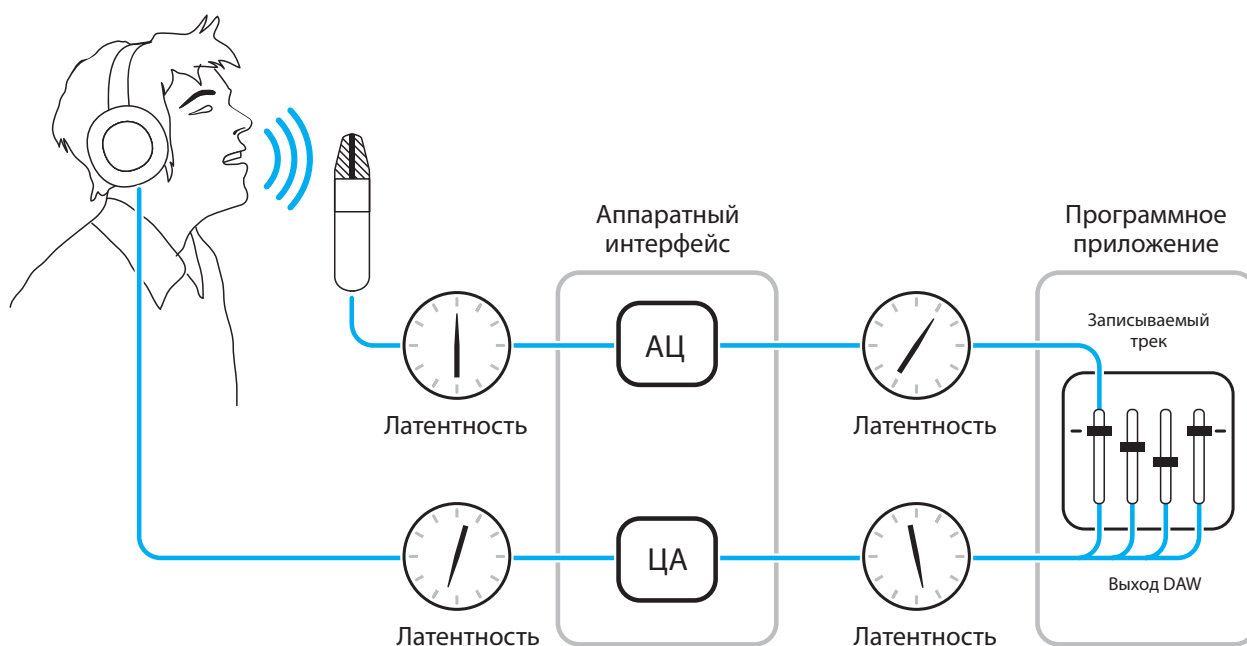 Аппаратный
интерфейс
Программное
приложение
Записываемый
трек
АЦ
Латентность
Латентность
ЦА
Выход DAW
Латентность
Латентность